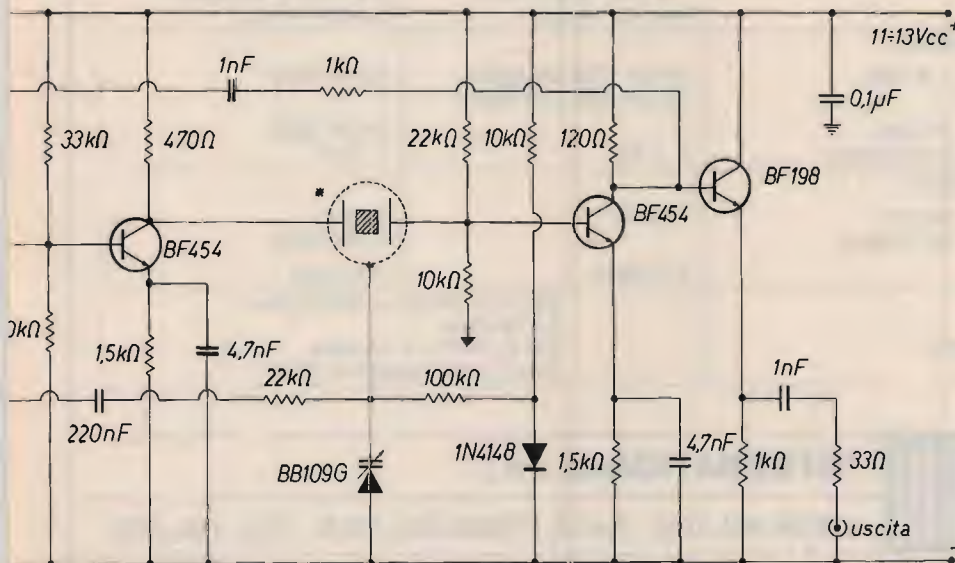 11÷13Vcc
+
1nF
1kΩ
0,1µF
33kΩ
470Ω
22kΩ
10kΩ
120Ω
*
BF198
BF454
BF454
10kΩ
0kΩ
1,5kΩ
4,7nF
22kΩ
100kΩ
1nF
220nF
BB109G
1N4148
1,5kΩ
4,7nF
1kΩ
33Ω
uscita
-